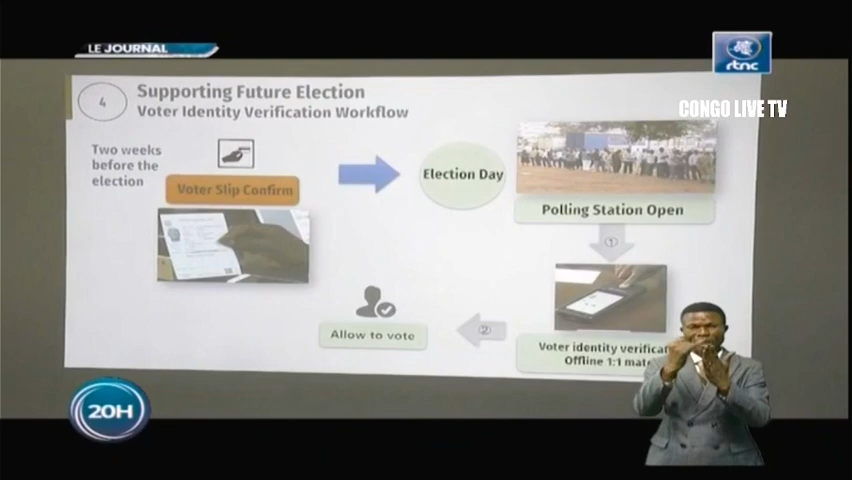 LE JOURNAL
rtnc
CONGO LIVE TV
4
Supporting Future Election
Voter Identity Verification Workflow
Two weeks
before the
election
Voter Slip Confirm
Election Day
Polling Station Open
①
Voter identity
Offline 1:1
②
Allow to vote
20H